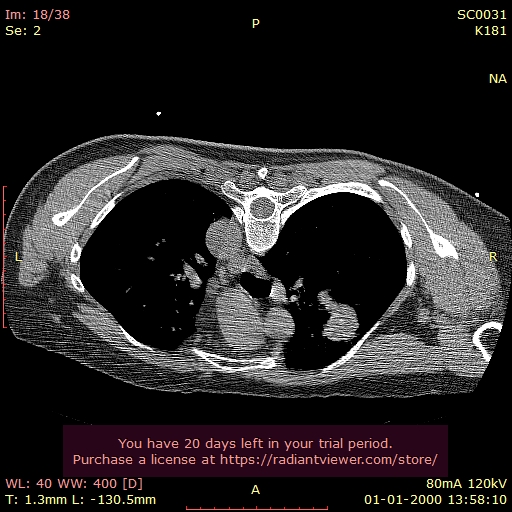 Im: 18/38
Se: 2
P
SC0031
K181
NA
L
R
You have 20 days left in your trial period.
Purchase a license at https://radiantviewer.com/store/
WL: 40 WW: 400 [D]
T: 1.3mm L: -130.5mm
A
80mA 120kV
01-01-2000 13:58:10